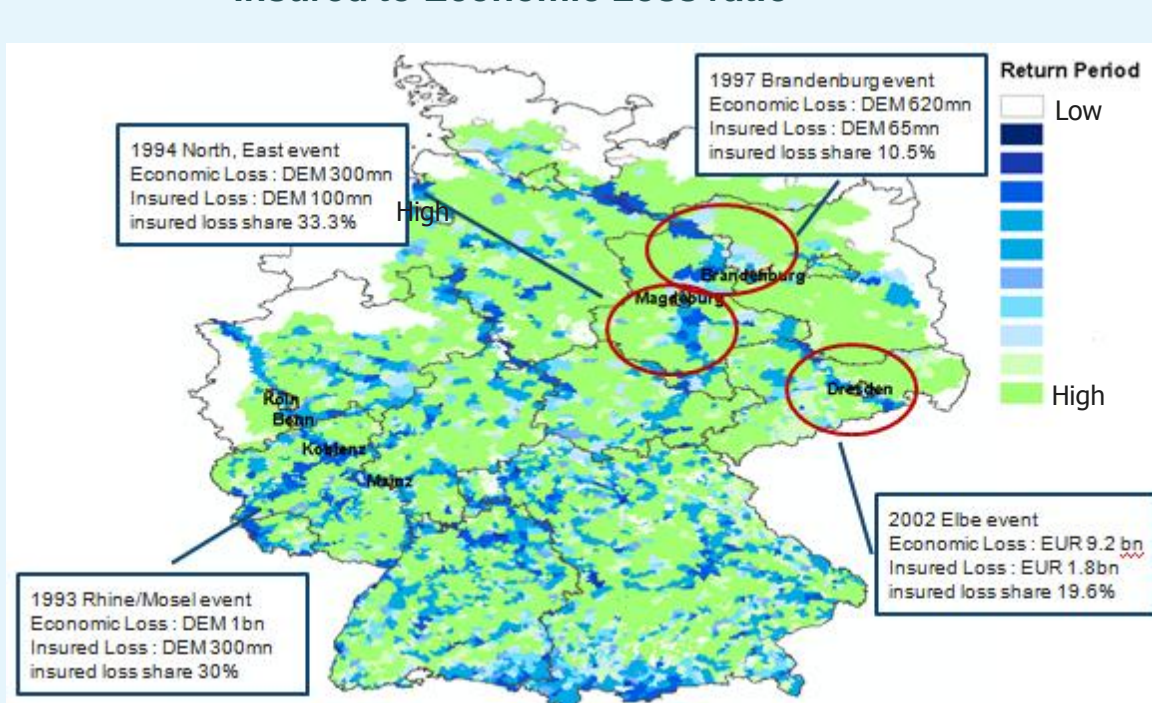 Insured to Economic Loss ratio
1997 Brandenburg event
Economic Loss : DEM 620mn
Insured Loss : DEM 65mn
insured loss share 10.5%
Return Period
Low
High
1994 North, East event
Economic Loss : DEM 300mn
Insured Loss : DEM 100mn
insured loss share 33.3%
High
Brandenburg
Magdeburg
Dresden
Köln
Bonn
Koblenz
Mainz
2002 Elbe event
Economic Loss : EUR 9.2 bn
Insured Loss : EUR 1.8bn
insured loss share 19.6%
1993 Rhine/Mosel event
Economic Loss : DEM 1bn
Insured Loss : DEM 300mn
insured loss share 30%